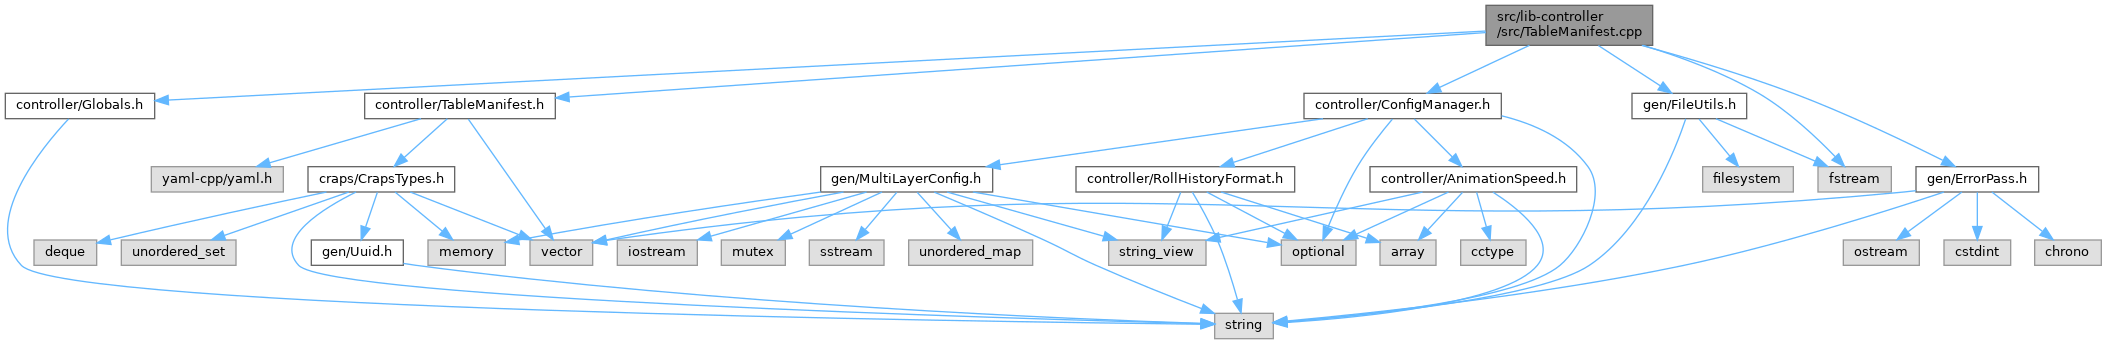 src/lib-controller
/src/TableManifest.cpp
controller/Globals.h
controller/TableManifest.h
controller/ConfigManager.h
gen/FileUtils.h
yaml-cpp/yaml.h
craps/CrapsTypes.h
gen/MultiLayerConfig.h
controller/RollHistoryFormat.h
controller/AnimationSpeed.h
filesystem
fstream
gen/ErrorPass.h
deque
unordered_set
gen/Uuid.h
memory
vector
iostream
mutex
sstream
unordered_map
string_view
optional
array
cctype
ostream
cstdint
chrono
string